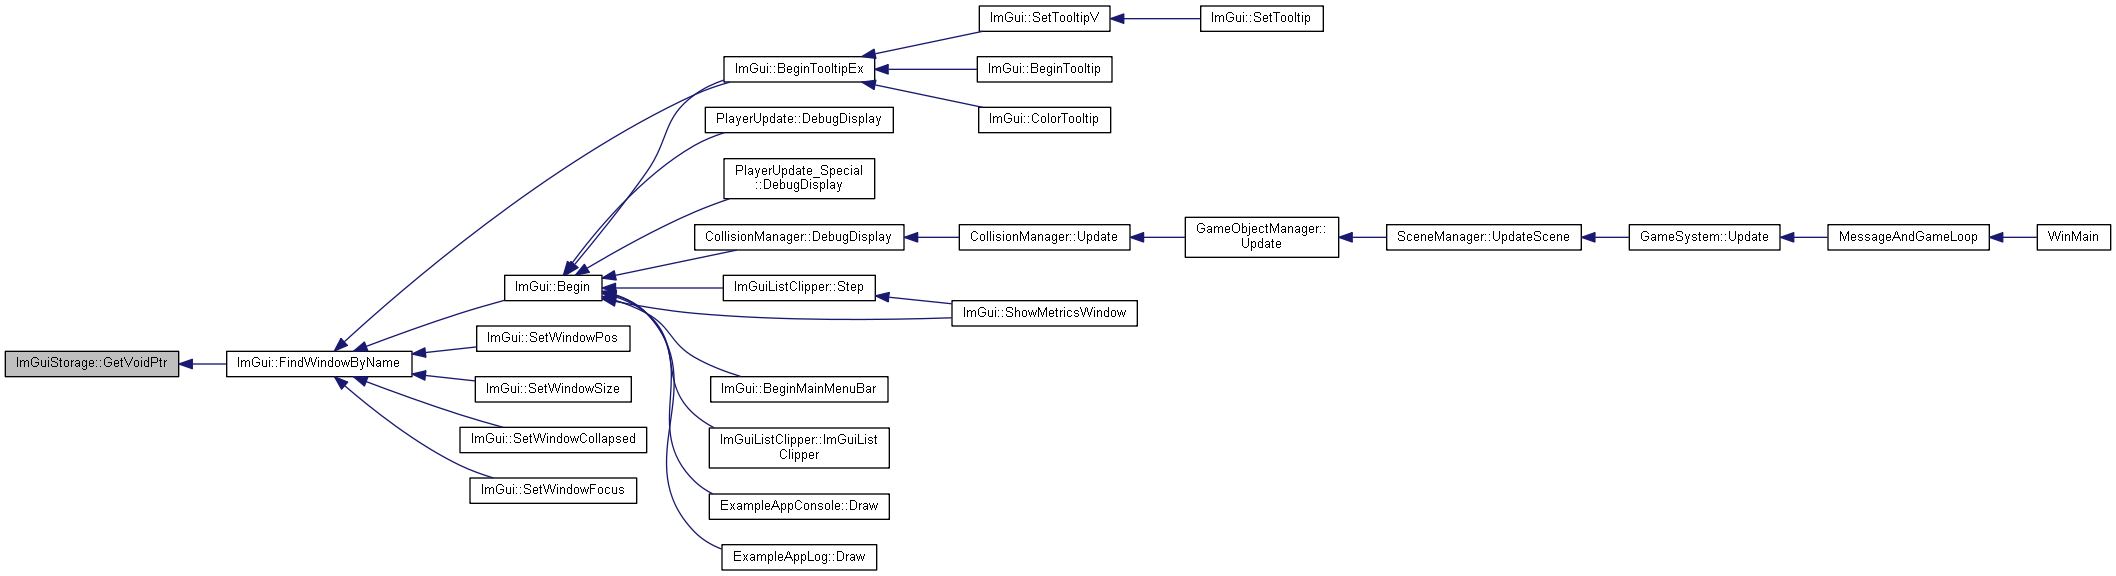 ImGui::SetTooltipV
ImGui::SetTooltip
ImGui::BeginTooltipEx
ImGui::BeginTooltip
PlayerUpdate::DebugDisplay
ImGui::ColorTooltip
PlayerUpdate_Special
::DebugDisplay
CollisionManager::DebugDisplay
CollisionManager::Update
GameObjectManager::
Update
SceneManager::UpdateScene
GameSystem::Update
MessageAndGameLoop
WinMain
ImGui::Begin
ImGuiListClipper::Step
ImGui::ShowMetricsWindow
ImGui::SetWindowPos
ImGuiStorage::GetVoidPtr
ImGui::FindWindowByName
ImGui::SetWindowSize
ImGui::BeginMainMenuBar
ImGui::SetWindowCollapsed
ImGuiListClipper::ImGuiList
Clipper
ImGui::SetWindowFocus
ExampleAppConsole::Draw
ExampleAppLog::Draw